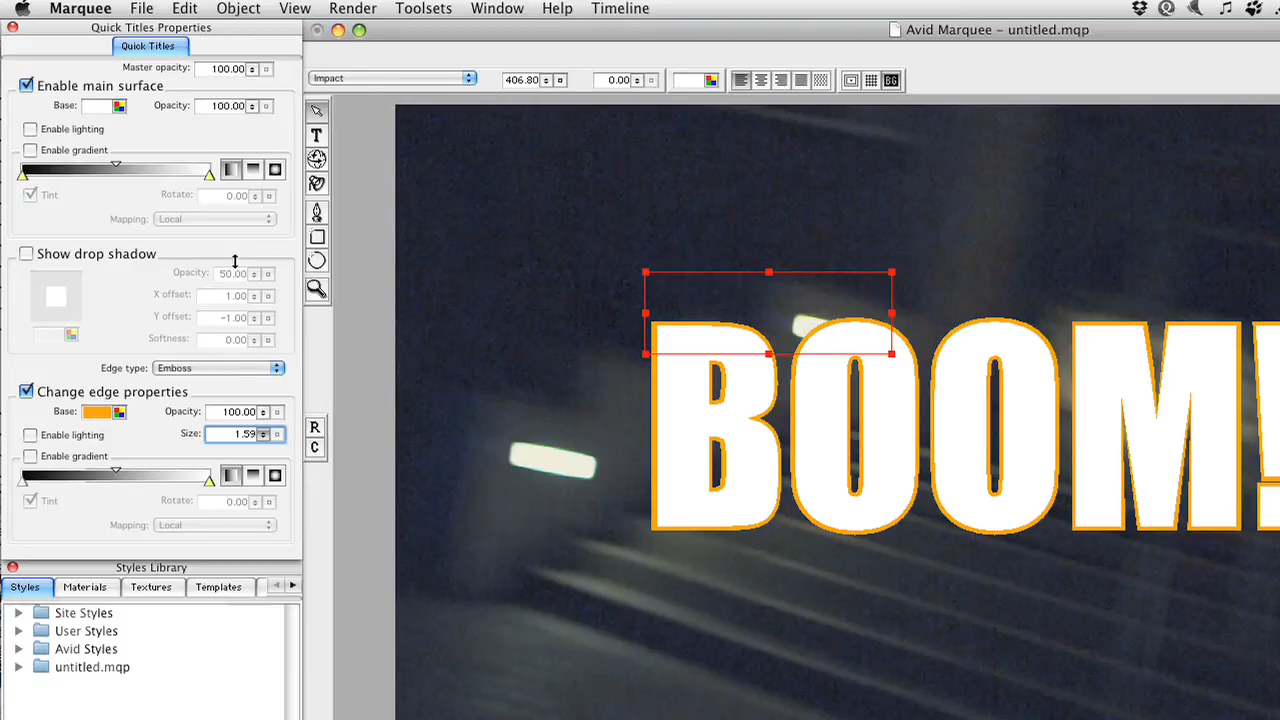 Marquee File Edit Object View Render Toolsets Window Help Timeline
Quick Titles Properties
Quick Titles
Master opacity: 100.00
Enable main surface
Base: Opacity: 100.00
Enable lighting
Enable gradient
Tint Rotate: 0.00
Mapping: Local
Show drop shadow
Opacity: 50.00
X offset: 1.00
Y offset: -1.00
Softness: 0.00
Edge type: Emboss
Change edge properties
Base: Opacity: 100.00
Enable lighting Size: 1.59
Enable gradient
Tint Rotate: 0.00
Mapping: Local
Styles Library
Styles Materials Textures Templates
Site Styles
User Styles
Avid Styles
untitled.mqp
Avid Marquee – untitled.mqp
Impact 406.80 0.00 BG
T
R
C
BOOM!